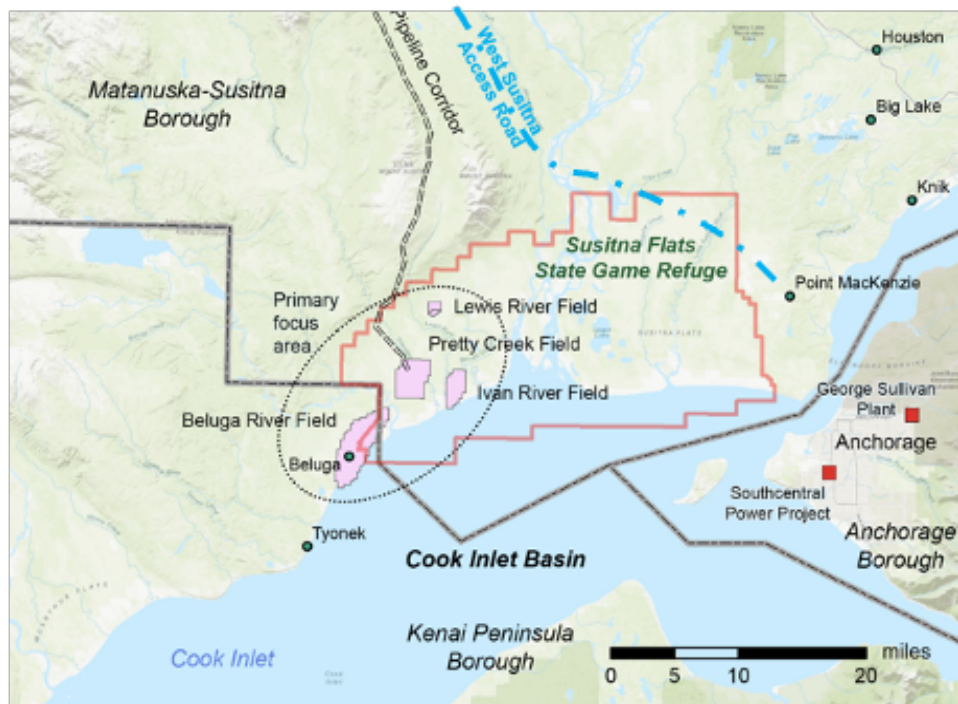 Pipeline Corridor
West Susitna
Access Road
Houston
Big Lake
Knik
Matanuska-Susitna
Borough
Susitna Flats
State Game Refuge
Point MacKenzie
Primary
focus
area
Lewis River Field
Pretty Creek Field
Ivan River Field
SUSITNA FLATS
Beluga River Field
Beluga
George Sullivan
Plant
Anchorage
Southcentral
Power Project
Tyonek
Cook Inlet Basin
Anchorage
Borough
Kenai Peninsula
Borough
Cook Inlet
miles
0 5 10 20